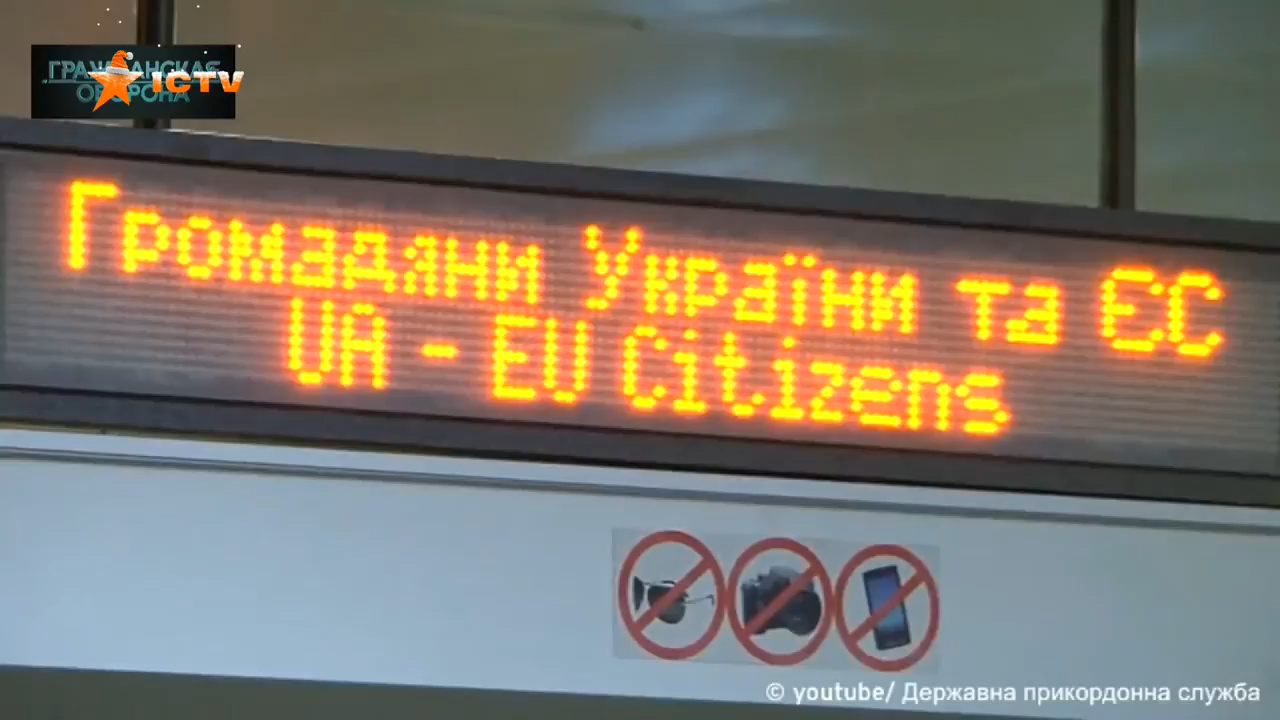 ГРАЖДАНСКАЯ
ОБОРОНА
ICTV
Громадяни України та ЄС
UA - EU Citizens
© youtube/ Державна прикордонна служба